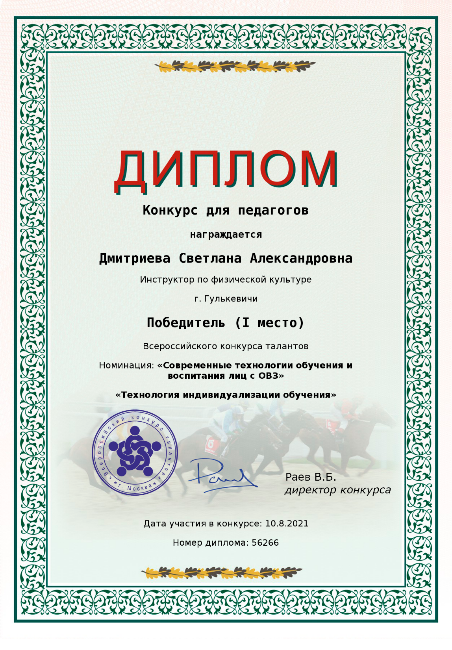 ДИПЛОМ
Конкурс для педагогов
награждается
Дмитриева Светлана Александровна
Инструктор по физической культуре
г. Гулькевичи
Победитель (I место)
Всероссийского конкурса талантов
Номинация: «Современные технологии обучения и
воспитания лиц с ОВЗ»
«Технология индивидуализации обучения»
Раев В.Б.
директор конкурса
Дата участия в конкурсе: 10.8.2021
Номер диплома: 56266